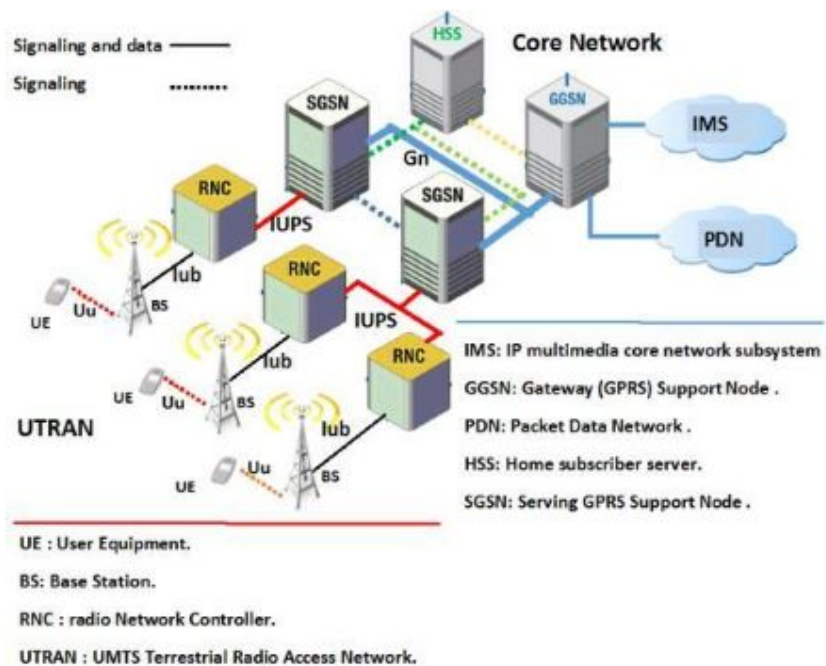 Signaling and data
Signaling
HSS
Core Network
SGSN
GGSN
IMS
Gn
RNC
SGSN
IUPS
PDN
Iub
RNC
UE
Uu
BS
IUPS
Iub
RNC
UE
Uu
BS
UTRAN
Iub
UE
Uu
BS
IMS: IP multimedia core network subsystem
GGSN: Gateway (GPRS) Support Node .
PDN: Packet Data Network .
HSS: Home subscriber server.
SGSN: Serving GPRS Support Node .
UE : User Equipment.
BS: Base Station.
RNC : radio Network Controller.
UTRAN : UMTS Terrestrial Radio Access Network.